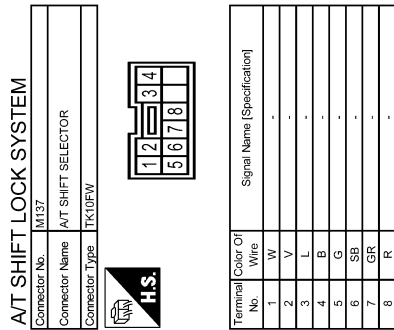 A/T SHIFT LOCK SYSTEM
Connector No. M137
Connector Name A/T SHIFT SELECTOR
Connector Type TK10FW
H.S.
1 2 3 4
5 6 7 8
Terminal No. Color Of Wire Signal Name [Specification]
1 W -
2 V -
3 L -
4 B -
5 G -
6 SB -
7 GR -
8 R -